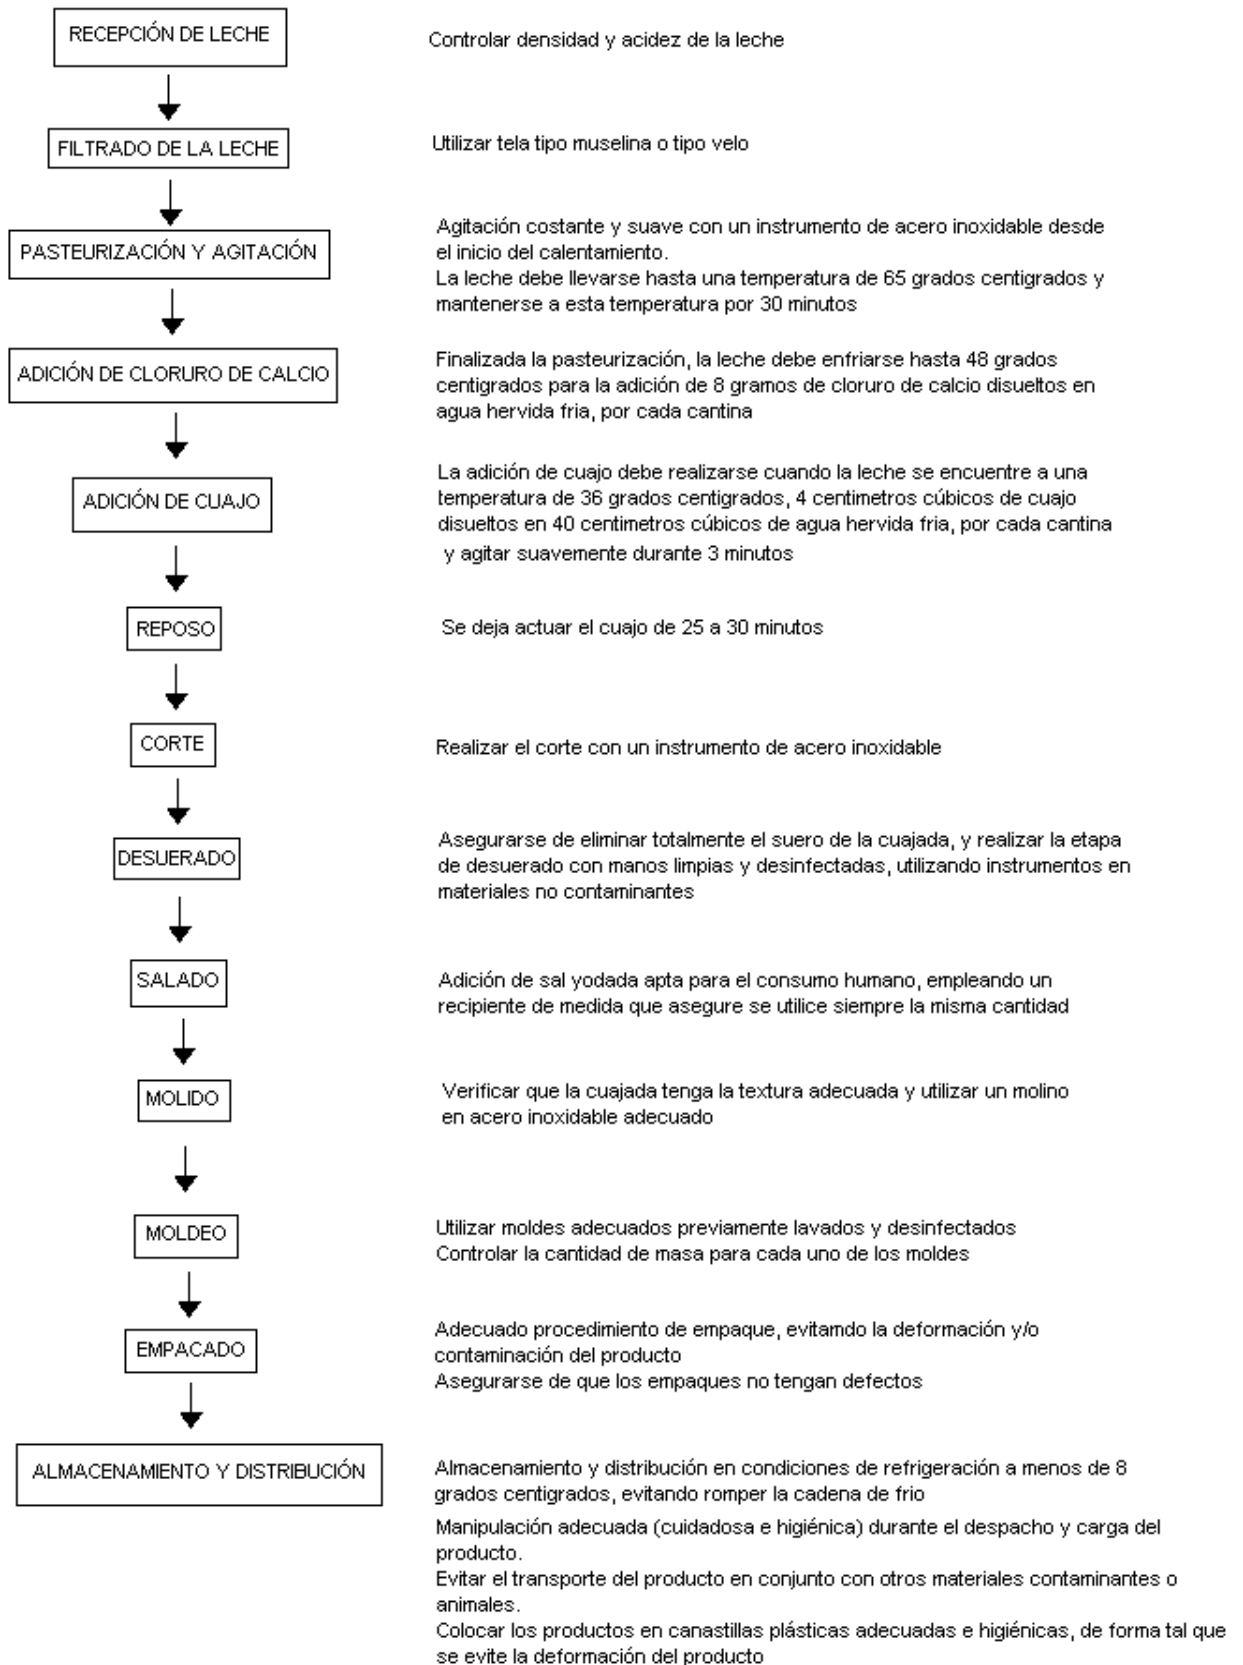 RECEPCIÓN DE LECHE
Controlar densidad y acidez de la leche
FILTRADO DE LA LECHE
Utilizar tela tipo muselina o tipo velo
PASTEURIZACIÓN Y AGITACIÓN
Agitación costante y suave con un instrumento de acero inoxidable desde
el inicio del calentamiento.
La leche debe llevarse hasta una temperatura de 65 grados centigrados y
mantenerse a esta temperatura por 30 minutos
ADICIÓN DE CLORURO DE CALCIO
Finalizada la pasteurización, la leche debe enfriarse hasta 48 grados
centigrados para la adición de 8 gramos de cloruro de calcio disueltos en
agua hervida fria, por cada cantina
ADICIÓN DE CUAJO
La adición de cuajo debe realizarse cuando la leche se encuentre a una
temperatura de 36 grados centigrados, 4 centimetros cúbicos de cuajo
disueltos en 40 centimetros cúbicos de agua hervida fria, por cada cantina
y agitar suavemente durante 3 minutos
REPOSO
Se deja actuar el cuajo de 25 a 30 minutos
CORTE
Realizar el corte con un instrumento de acero inoxidable
DESUERADO
Asegurarse de eliminar totalmente el suero de la cuajada, y realizar la etapa
de desuerado con manos limpias y desinfectadas, utilizando instrumentos en
materiales no contaminantes
SALADO
Adición de sal yodada apta para el consumo humano, empleando un
recipiente de medida que asegure se utilice siempre la misma cantidad
MOLIDO
Verificar que la cuajada tenga la textura adecuada y utilizar un molino
en acero inoxidable adecuado
MOLDEO
Utilizar moldes adecuados previamente lavados y desinfectados
Controlar la cantidad de masa para cada uno de los moldes
EMPACADO
Adecuado procedimiento de empaque, evitamdo la deformación y/o
contaminación del producto
Asegurarse de que los empaques no tengan defectos
ALMACENAMIENTO Y DISTRIBUCIÓN
Almacenamiento y distribución en condiciones de refrigeración a menos de 8
grados centigrados, evitando romper la cadena de frio
Manipulación adecuada (cuidadosa e higiénica) durante el despacho y carga del
producto.
Evitar el transporte del producto en conjunto con otros materiales contaminantes o
animales.
Colocar los productos en canastillas plásticas adecuadas e higiénicas, de forma tal que
se evite la deformación del producto